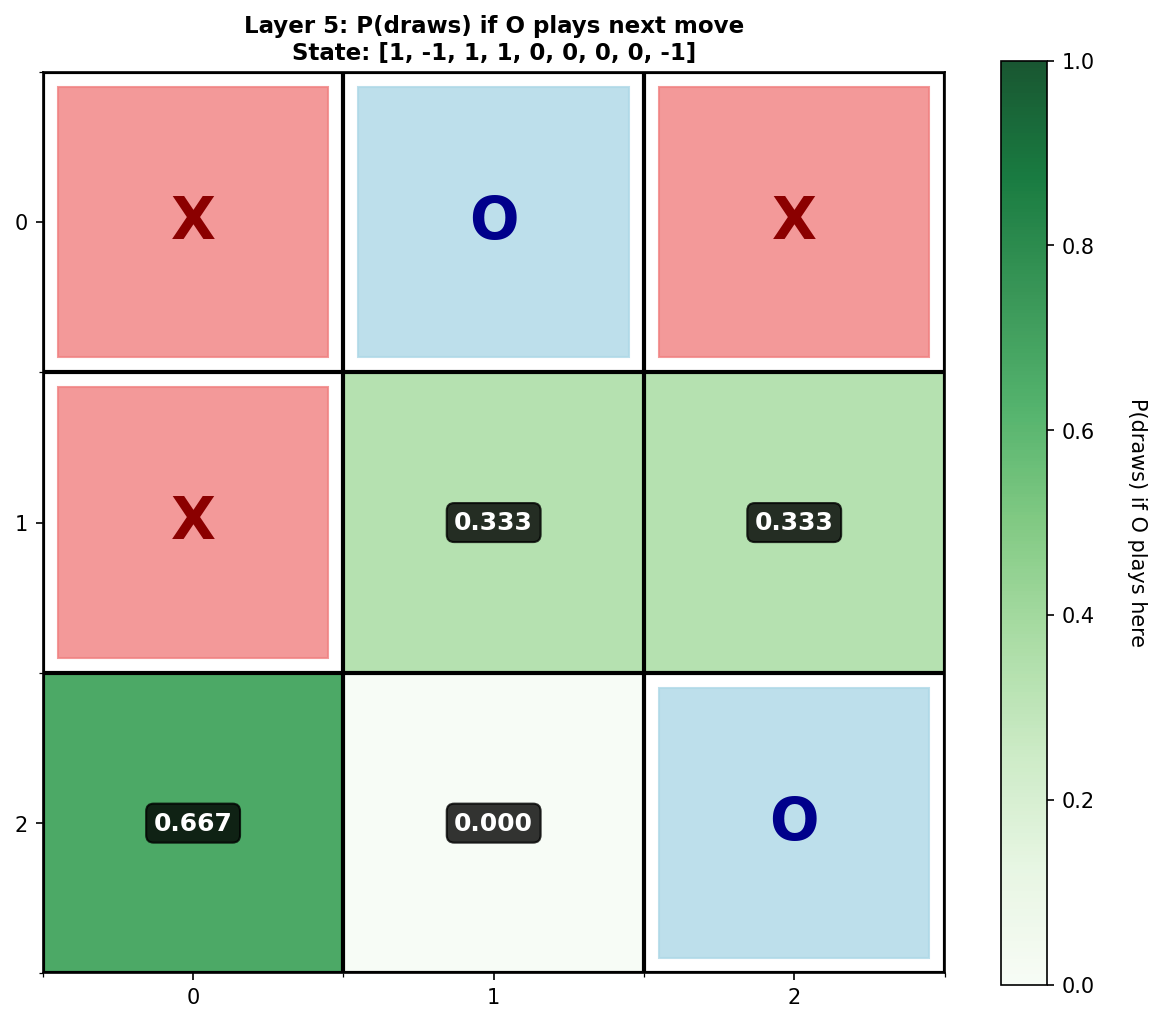 Layer 5: P(draws) if O plays next move
State: [1, -1, 1, 1, 0, 0, 0, 0, -1]
X
O
X
0
X
0.333
0.333
1
0.667
0.000
O
2
0
1
2
1.0
0.8
0.6
0.4
0.2
0.0
P(draws) if O plays here